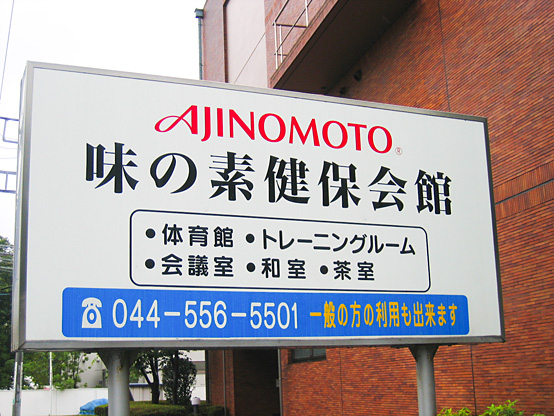 AJINOMOTO®
味の素健保会館
•体育館 •トレーニングルーム
•会議室 •和室 •茶室
☎ 044-556-5501 一般の方の利用も出来ます